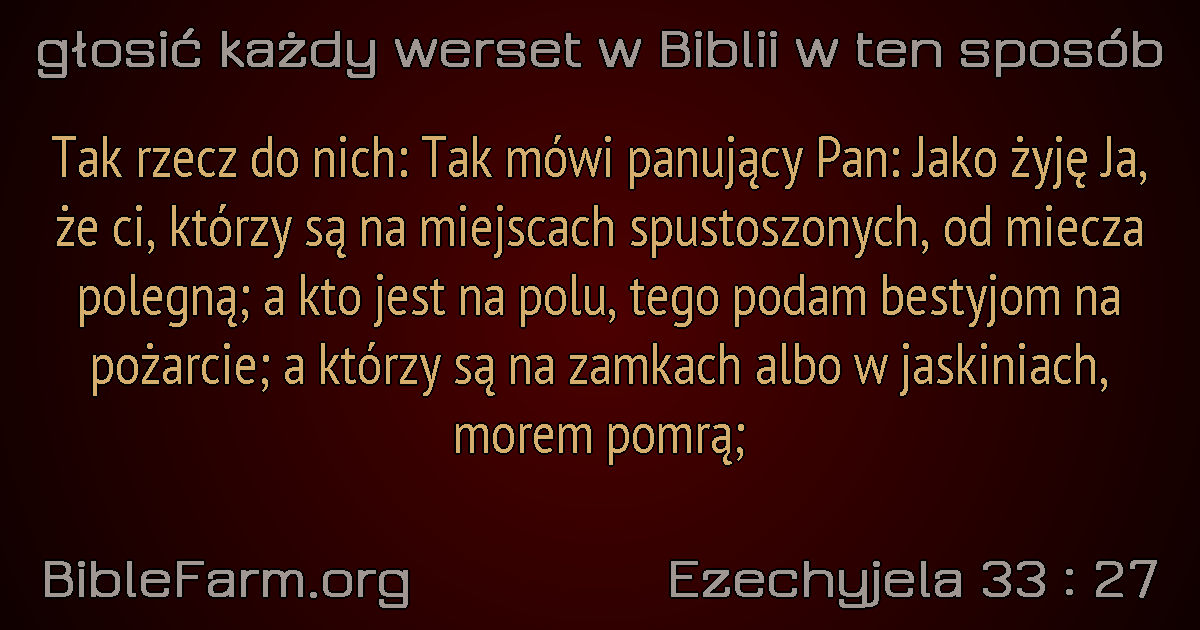 głosić każdy werset w Biblii w ten sposób
Tak rzecz do nich: Tak mówi panujący Pan: Jako żyję Ja,
że ci, którzy są na miejscach spustoszonych, od miecza
polegną; a kto jest na polu, tego podam bestyjom na
pożarcie; a którzy są na zamkach albo w jaskiniach,
morem pomrą;
BibleFarm.org
Ezechyjela 33 : 27